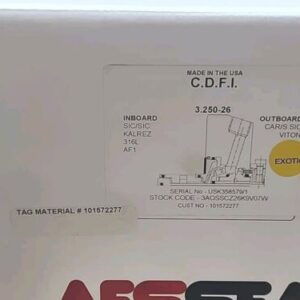 MADE IN THE USA
C.D.F.I.
3.250-26
INBOARD
SIC/SIC
KALREZ
316L
AF1
OUTBOARD
CAR/S SIC
VITON
EXOTIC
SERIAL No - USK358579/1
STOCK CODE - 3AOSSCZ26K9V07W
CUST NO - 101572277
TAG MATERIAL # 101572277